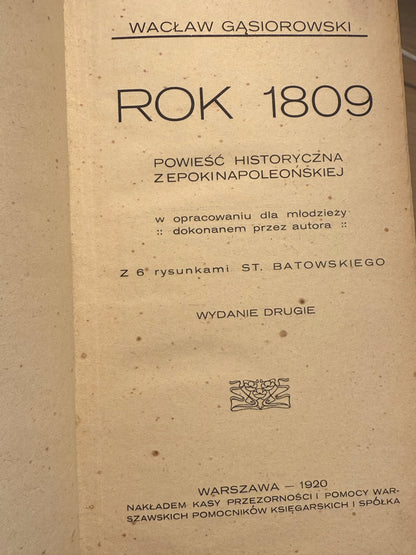 WACŁAW GĄSIOROWSKI
ROK 1809
POWIEŚĆ HISTORYCZNA
Z EPOKI NAPOLEOŃSKIEJ
w opracowaniu dla młodzieży
:: dokonanem przez autora ::
Z 6 rysunkami ST. BATOWSKIEGO
WYDANIE DRUGIE
WARSZAWA — 1920
NAKŁADEM KASY PRZEZORNOŚCI I POMOCY WAR-
SZAWSKICH POMOCNIKÓW KSIĘGARSKICH I SPÓŁKA